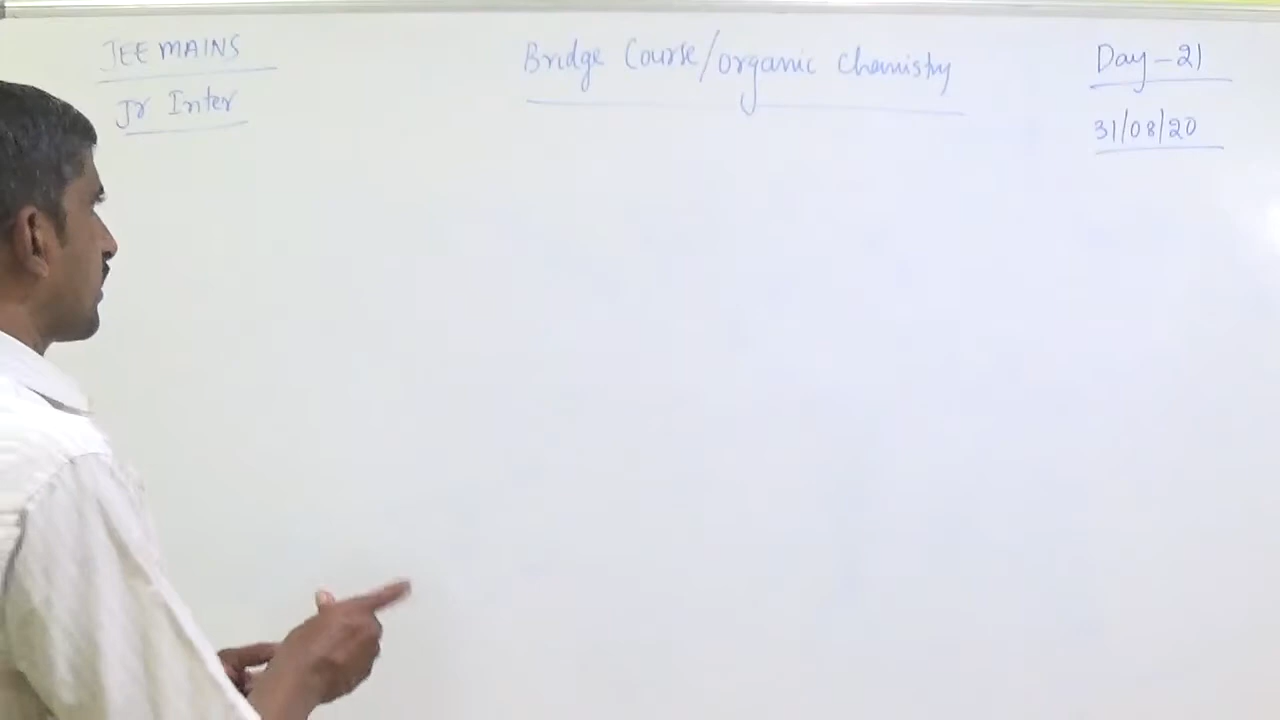 JEE MAINS
Jr Inter
Bridge Course/organic chemistry
Day-21
31/08/20